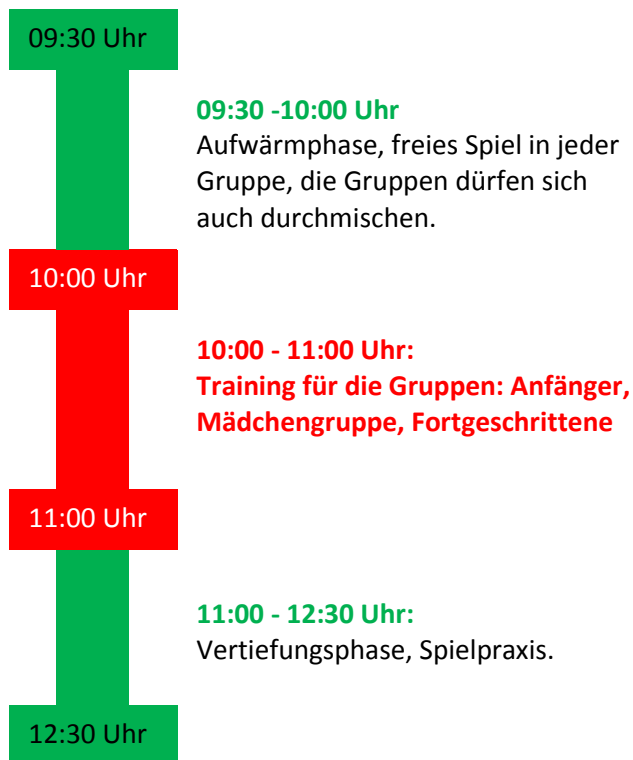 09:30 Uhr
09:30 -10:00 Uhr
Aufwärmphase, freies Spiel in jeder
Gruppe, die Gruppen dürfen sich
auch durchmischen.
10:00 Uhr
10:00 - 11:00 Uhr:
Training für die Gruppen: Anfänger,
Mädchengruppe, Fortgeschrittene
11:00 Uhr
11:00 - 12:30 Uhr:
Vertiefungsphase, Spielpraxis.
12:30 Uhr